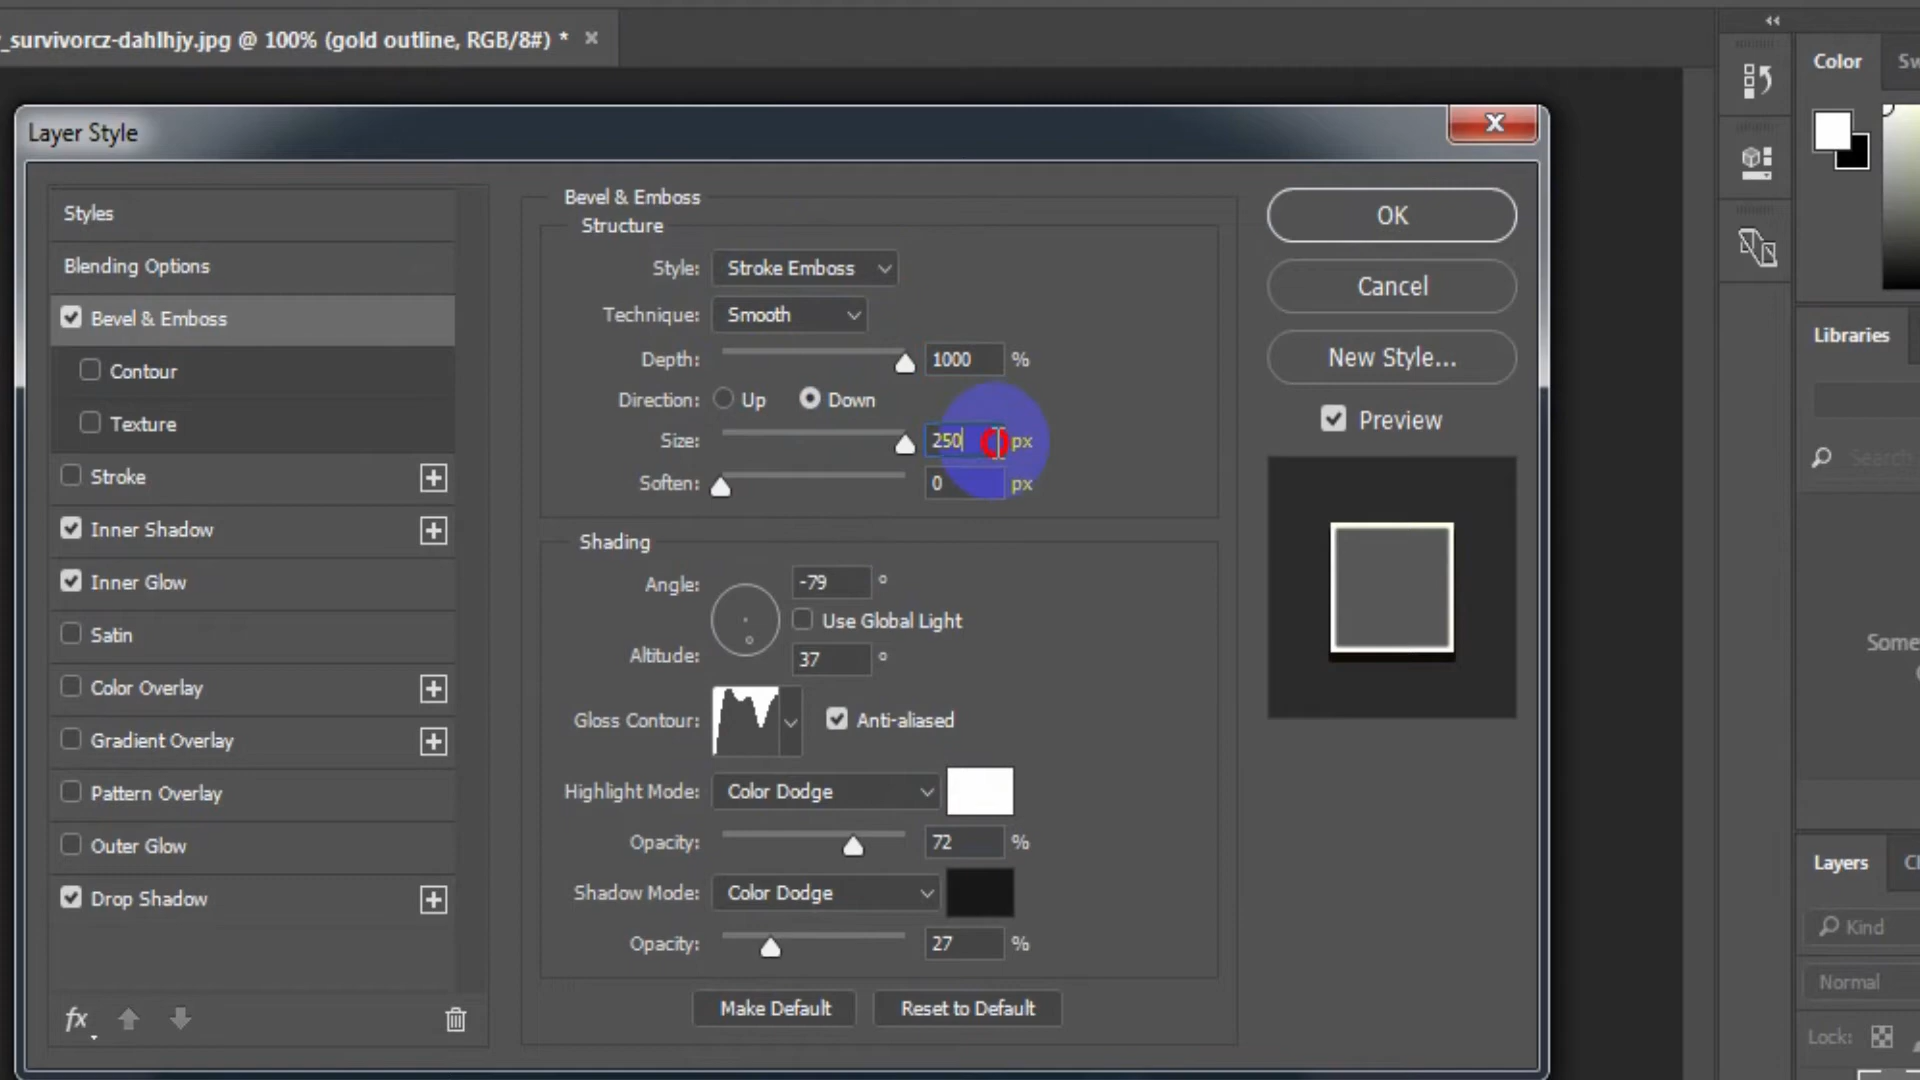 _survivorcz-dahlhjy.jpg @ 100% (gold outline, RGB/8#) *
Layer Style
Styles
Blending Options
Bevel & Emboss
Contour
Texture
Stroke
Inner Shadow
Inner Glow
Satin
Color Overlay
Gradient Overlay
Pattern Overlay
Outer Glow
Drop Shadow
fx
Bevel & Emboss
Structure
Style: Stroke Emboss
Technique: Smooth
Depth: 1000 %
Direction: Up Down
Size: 250 px
Soften: 0 px
Shading
Angle: -79 °
Use Global Light
Altitude: 37 °
Gloss Contour: Anti-aliased
Highlight Mode: Color Dodge
Opacity: 72 %
Shadow Mode: Color Dodge
Opacity: 27 %
Make Default Reset to Default
OK
Cancel
New Style...
Preview
Color Sw
Libraries
Search
Some
Layers
Kind
Normal
Lock: